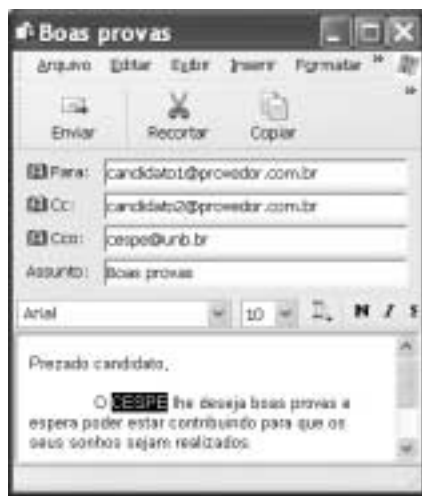 Boas provas
Arquivo Editar Exibir Inserir Formatar »
»
Enviar Recortar Copiar
Para: candidato1@provedor.com.br
Cc: candidato2@provedor.com.br
Cco: cespe@unb.br
Assunto: Boas provas
Arial 10 N I S
Prezado candidato,
O CESPE lhe deseja boas provas e
espera poder estar contribuindo para que os
seus sonhos sejam realizados.